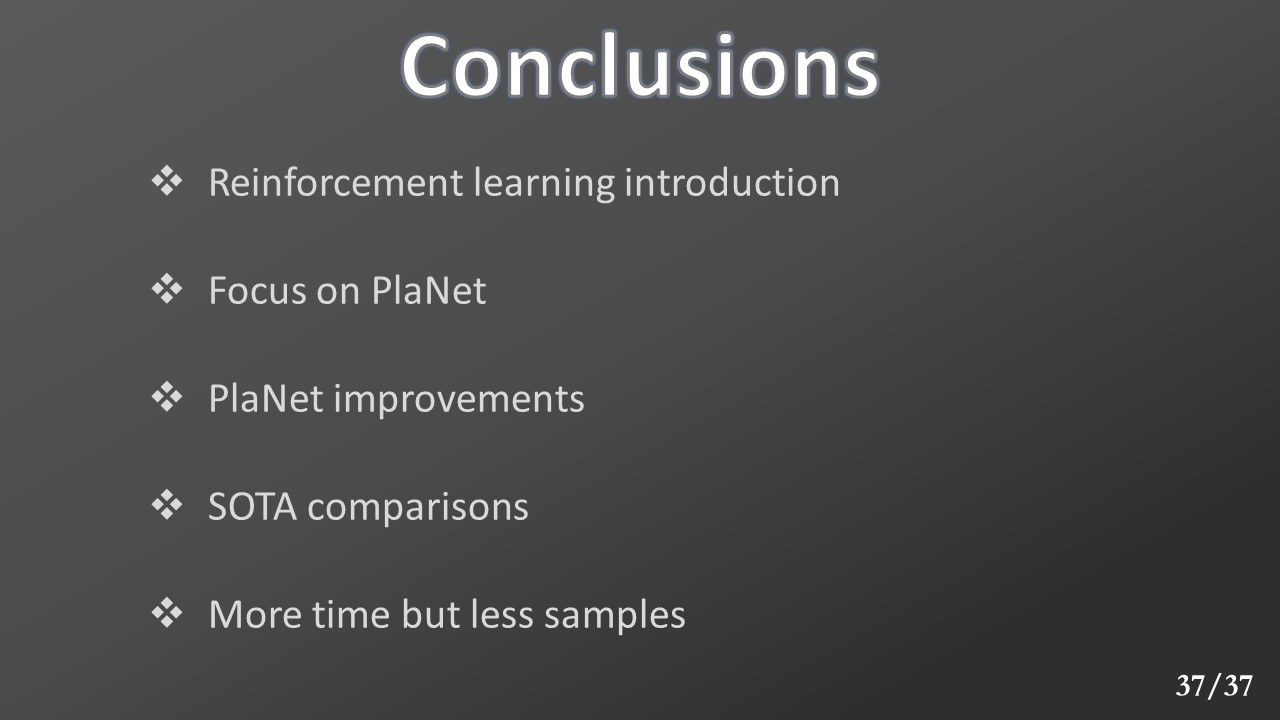 Conclusions
❖ Reinforcement learning introduction
❖ Focus on PlaNet
❖ PlaNet improvements
❖ SOTA comparisons
❖ More time but less samples
37/37